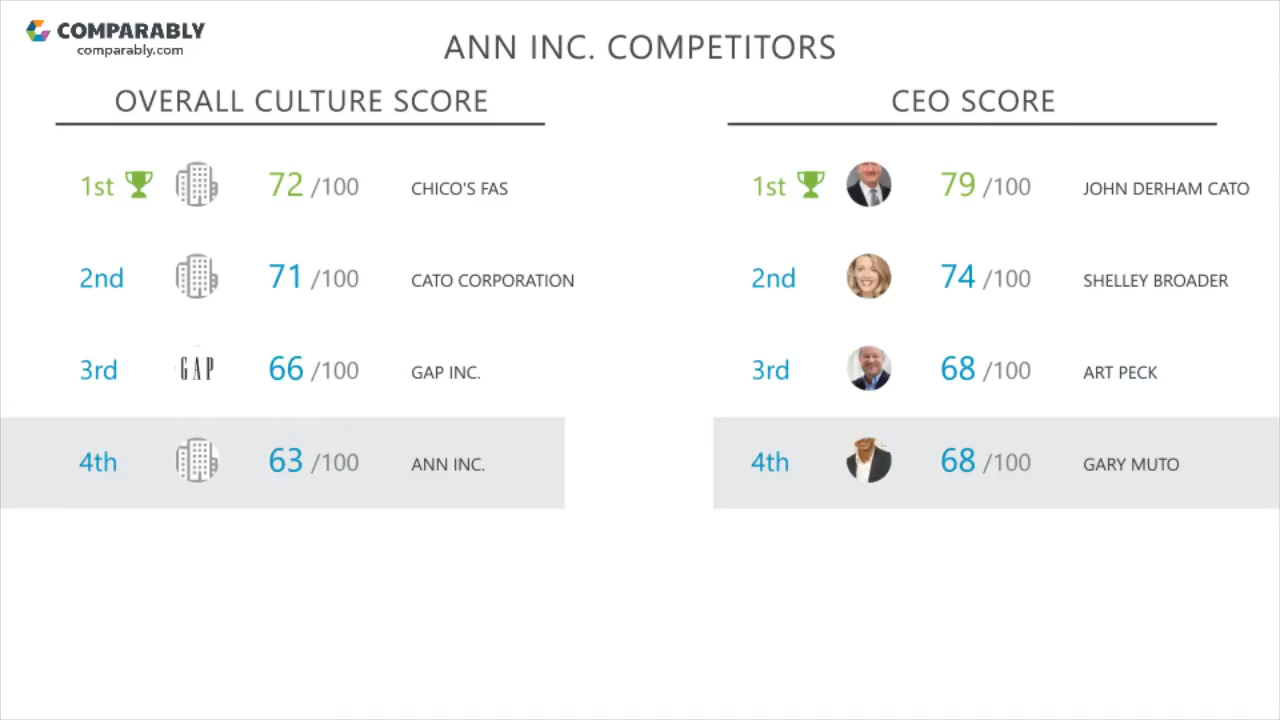 COMPARABLY
comparably.com
ANN INC. COMPETITORS
OVERALL CULTURE SCORE
1st 72 /100 CHICO'S FAS
2nd 71 /100 CATO CORPORATION
3rd GAP 66 /100 GAP INC.
4th 63 /100 ANN INC.
CEO SCORE
1st 79 /100 JOHN DERHAM CATO
2nd 74 /100 SHELLEY BROADER
3rd 68 /100 ART PECK
4th 68 /100 GARY MUTO